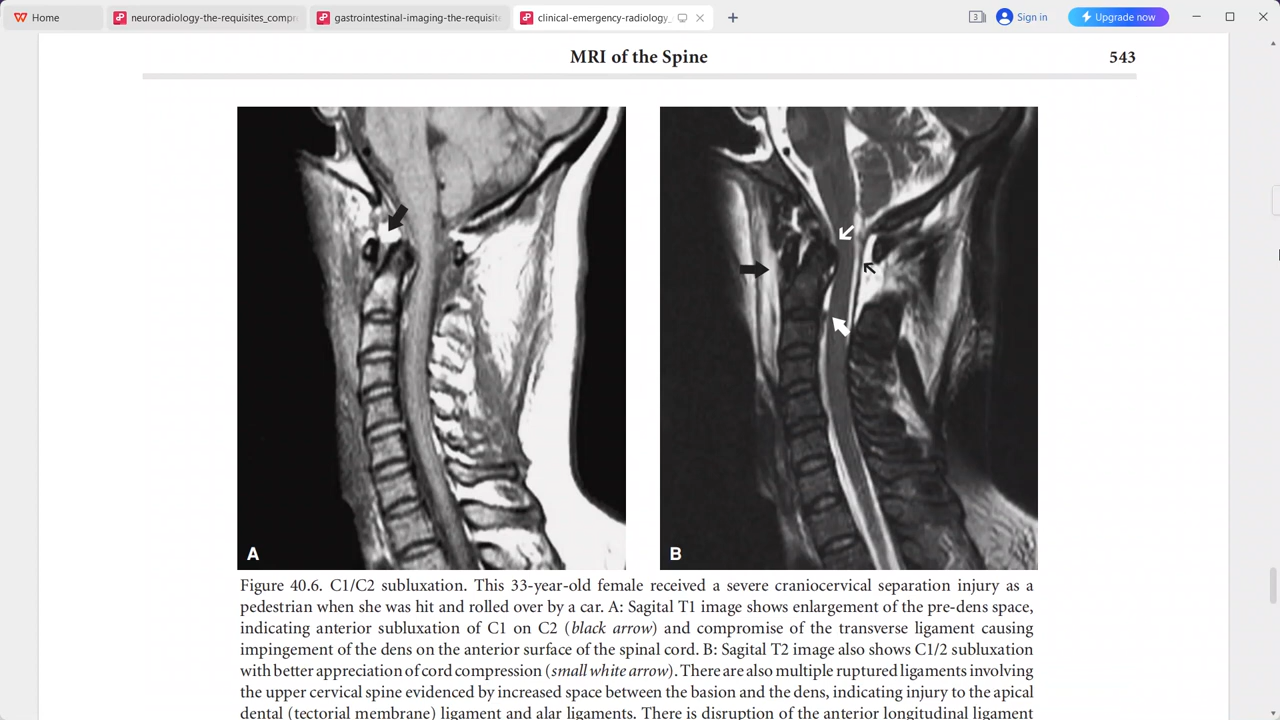 Home
neuroradiology-the-requisites_compr
gastrointestinal-imaging-the-requisite
clinical-emergency-radiology_
3
Sign in
Upgrade now
MRI of the Spine
543
A
B
Figure 40.6. C1/C2 subluxation. This 33-year-old female received a severe craniocervical separation injury as a
pedestrian when she was hit and rolled over by a car. A: Sagital T1 image shows enlargement of the pre-dens space,
indicating anterior subluxation of C1 on C2 (black arrow) and compromise of the transverse ligament causing
impingement of the dens on the anterior surface of the spinal cord. B: Sagital T2 image also shows C1/2 subluxation
with better appreciation of cord compression (small white arrow). There are also multiple ruptured ligaments involving
the upper cervical spine evidenced by increased space between the basion and the dens, indicating injury to the apical
dental (tectorial membrane) ligament and alar ligaments. There is disruption of the anterior longitudinal ligament